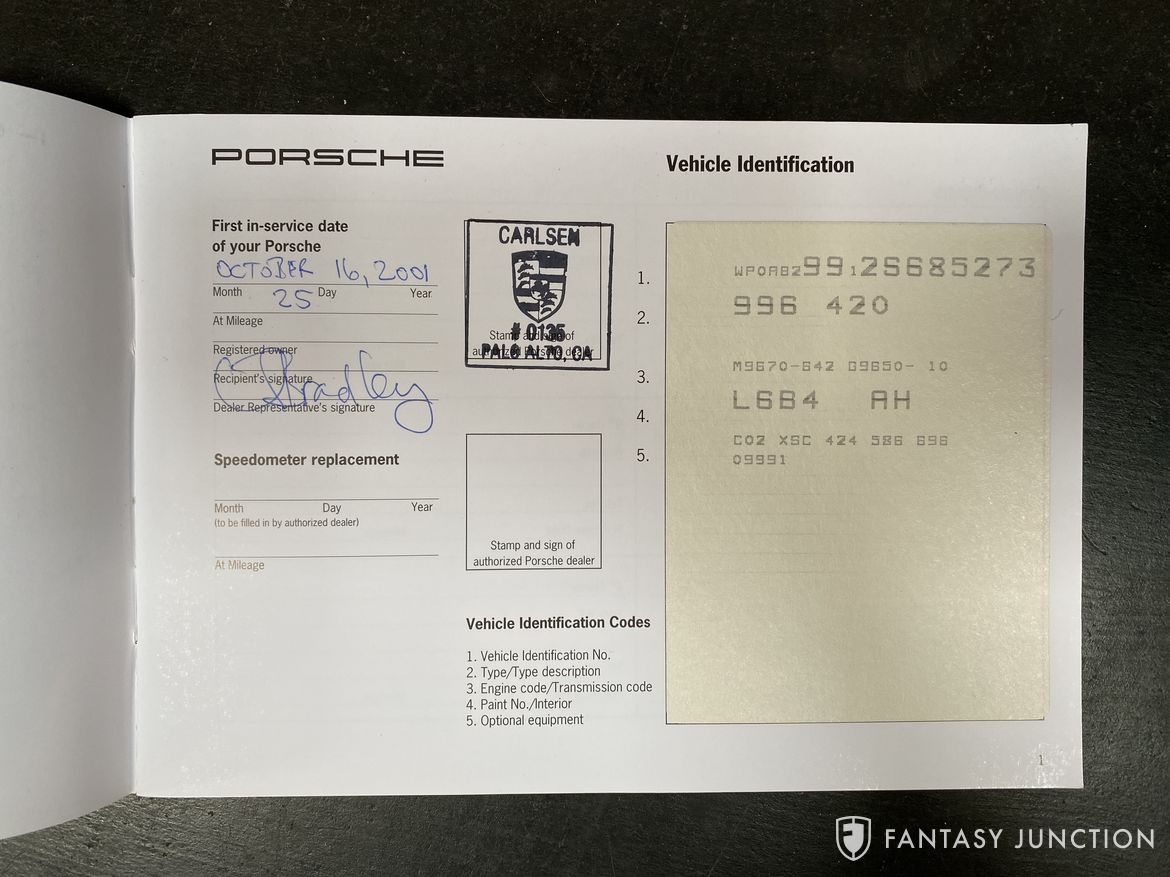 PORSCHE
Vehicle Identification
First in-service date
of your Porsche
OCTOBER 16, 2001
Month Day Year
25
At Mileage
Registered owner
Recipient's signature
Bradley
Dealer Representative's signature
CARLSEN
# 0135
Stamp and sign of
authorized Porsche dealer
PALO ALTO, CA
Speedometer replacement
Month Day Year
(to be filled in by authorized dealer)
At Mileage
Stamp and sign of
authorized Porsche dealer
Vehicle Identification Codes
1. Vehicle Identification No.
2. Type/Type description
3. Engine code/Transmission code
4. Paint No./Interior
5. Optional equipment
1. WP0AB29912S685273
2. 996 420
3. M9670-642 G9650- 10
4. L6B4 AH
5. C02 XSC 424 586 696
09991
1
FANTASY JUNCTION